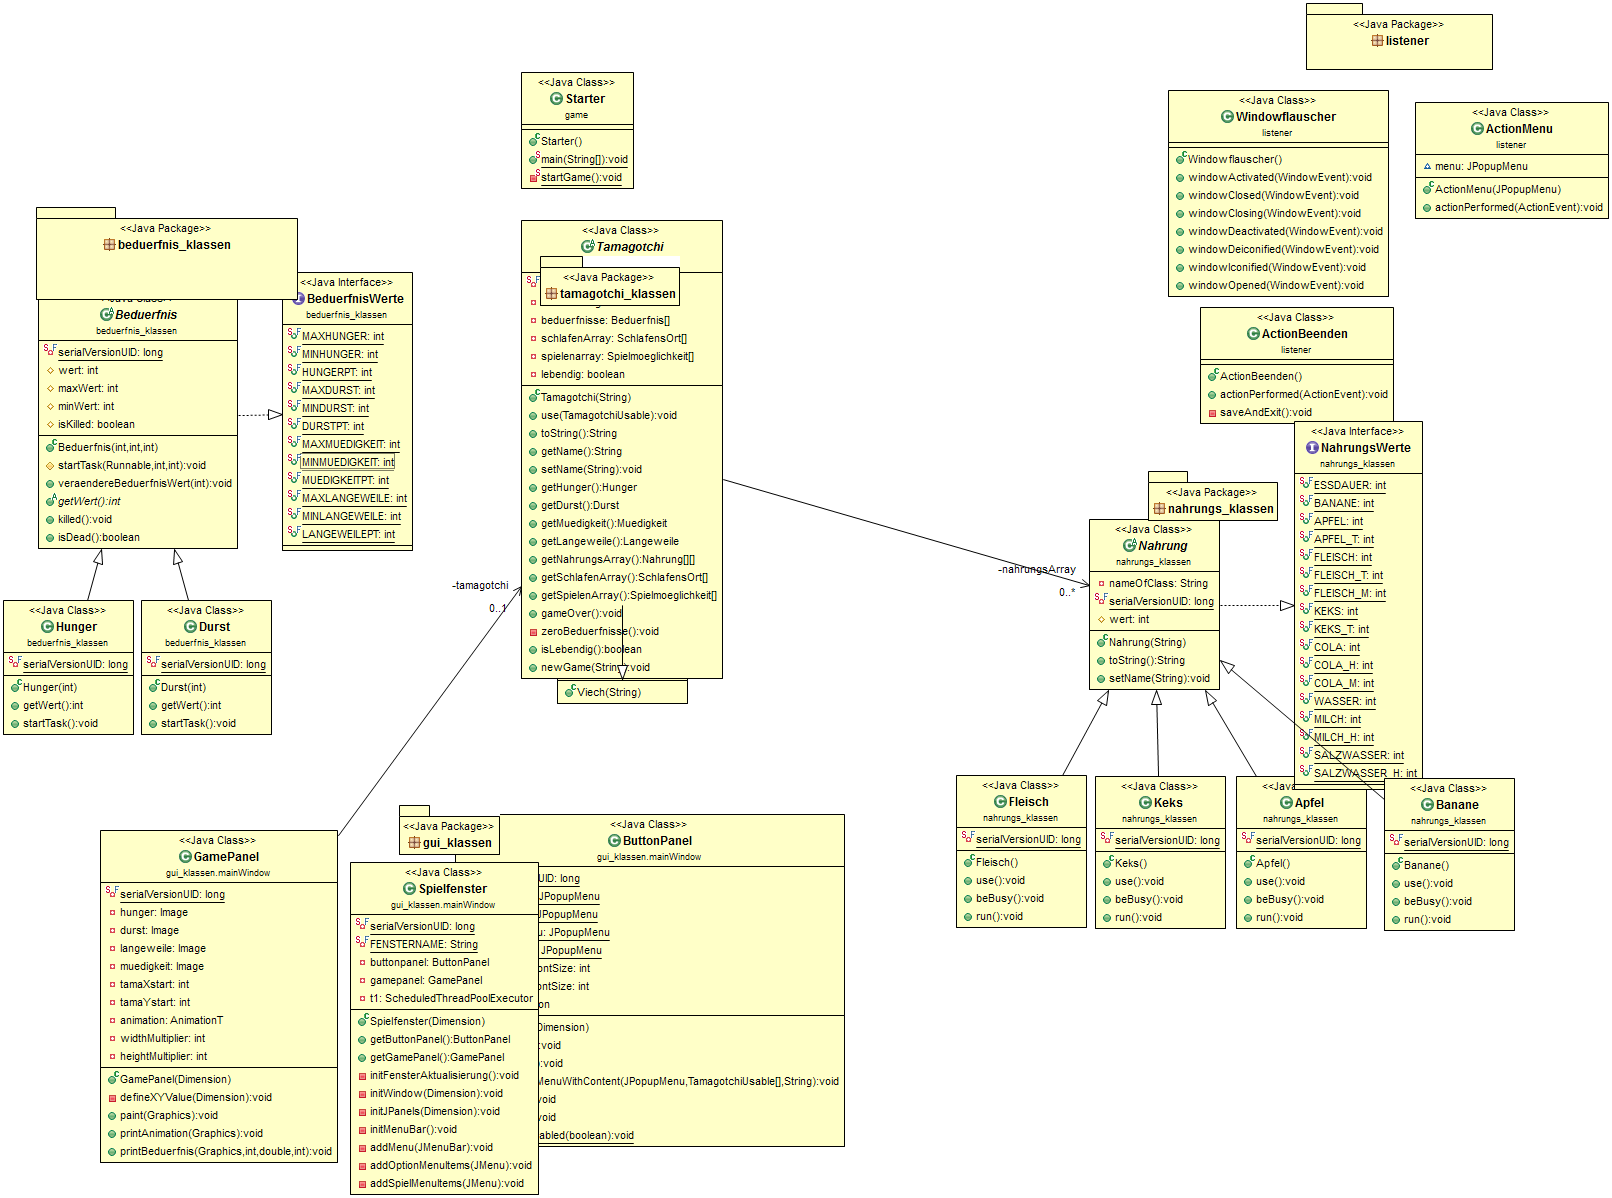 <<Java Package>>
listener
<<Java Class>>
Starter
game
Starter()
main(String[]):void
startGame():void
<<Java Class>>
Windowflauscher
listener
Windowflauscher()
windowActivated(WindowEvent):void
windowClosed(WindowEvent):void
windowClosing(WindowEvent):void
windowDeactivated(WindowEvent):void
windowDeiconified(WindowEvent):void
windowIconified(WindowEvent):void
windowOpened(WindowEvent):void
<<Java Class>>
ActionMenu
listener
menu: JPopupMenu
ActionMenu(JPopupMenu)
actionPerformed(ActionEvent):void
<<Java Package>>
beduerfnis_klassen
Beduerfnis
beduerfnis_klassen
serialVersionUID: long
wert: int
maxWert: int
minWert: int
isKilled: boolean
Beduerfnis(int,int,int)
startTask(Runnable,int,int):void
veraendereBeduerfnisWert(int):void
getWert():int
killed():void
isDead():boolean
<<Java Interface>>
BeduerfnisWerte
beduerfnis_klassen
MAXHUNGER: int
MINHUNGER: int
HUNGERPT: int
MAXDURST: int
MINDURST: int
DURSTPT: int
MAXMUEDIGKEIT: int
MINMUEDIGKEIT: int
MUEDIGKEITPT: int
MAXLANGEWEILE: int
MINLANGEWEILE: int
LANGEWEILEPT: int
<<Java Class>>
Tamagotchi
<<Java Package>>
tamagotchi_klassen
beduerfnisse: Beduerfnis[]
schlafenArray: SchlafensOrt[]
spielenarray: Spielmoeglichkeit[]
lebendig: boolean
Tamagotchi(String)
use(TamagotchiUsable):void
toString():String
getName():String
setName(String):void
getHunger():Hunger
getDurst():Durst
getMuedigkeit():Muedigkeit
getLangeweile():Langeweile
getNahrungsArray():Nahrung[][]
getSchlafenArray():SchlafensOrt[]
getSpielenArray():Spielmoeglichkeit[]
gameOver():void
zeroBeduerfnisse():void
isLebendig():boolean
newGame(String):void
Viech(String)
<<Java Class>>
ActionBeenden
listener
ActionBeenden()
actionPerformed(ActionEvent):void
saveAndExit():void
<<Java Interface>>
NahrungsWerte
nahrungs_klassen
ESSDAUER: int
BANANE: int
APFEL: int
APFEL_T: int
FLEISCH: int
FLEISCH_T: int
FLEISCH_M: int
KEKS: int
KEKS_T: int
COLA: int
COLA_H: int
COLA_M: int
WASSER: int
MILCH: int
MILCH_H: int
SALZWASSER: int
SALZWASSER_H: int
<<Java Package>>
nahrungs_klassen
<<Java Class>>
Nahrung
nahrungs_klassen
nameOfClass: String
serialVersionUID: long
wert: int
Nahrung(String)
toString():String
setName(String):void
-nahrungsArray
0..*
-tamagotchi
0..1
<<Java Class>>
Hunger
beduerfnis_klassen
serialVersionUID: long
Hunger(int)
getWert():int
startTask():void
<<Java Class>>
Durst
beduerfnis_klassen
serialVersionUID: long
Durst(int)
getWert():int
startTask():void
<<Java Class>>
Fleisch
nahrungs_klassen
serialVersionUID: long
Fleisch()
use():void
beBusy():void
run():void
<<Java Class>>
Keks
nahrungs_klassen
serialVersionUID: long
Keks()
use():void
beBusy():void
run():void
<<Java
Apfel
nahrungs_klassen
serialVersionUID: long
Apfel()
use():void
beBusy():void
run():void
<<Java Class>>
Banane
nahrungs_klassen
serialVersionUID: long
Banane()
use():void
beBusy():void
run():void
<<Java Class>>
GamePanel
gui_klassen.mainWindow
serialVersionUID: long
hunger: Image
durst: Image
langeweile: Image
muedigkeit: Image
tamaXstart: int
tamaYstart: int
animation: AnimationT
widthMultiplier: int
heightMultiplier: int
GamePanel(Dimension)
defineXYValue(Dimension):void
paint(Graphics):void
printAnimation(Graphics):void
printBeduerfnis(Graphics,int,double,int):void
<<Java Package>>
gui_klassen
<<Java Class>>
Spielfenster
gui_klassen.mainWindow
serialVersionUID: long
FENSTERNAME: String
buttonpanel: ButtonPanel
gamepanel: GamePanel
t1: ScheduledThreadPoolExecutor
Spielfenster(Dimension)
getButtonPanel():ButtonPanel
getGamePanel():GamePanel
initFensterAktualisierung():void
initWindow(Dimension):void
initJPanels(Dimension):void
initMenuBar():void
addMenu(JMenuBar):void
addOptionMenuItems(JMenu):void
addSpielMenuItems(JMenu):void
<<Java Class>>
ButtonPanel
gui_klassen.mainWindow
UID: long
JPopupMenu
JPopupMenu
u: JPopupMenu
JPopupMenu
ontSize: int
ontSize: int
on
Dimension)
:void
):void
MenuWithContent(JPopupMenu,TamagotchiUsable[],String):void
void
void
abled(boolean):void